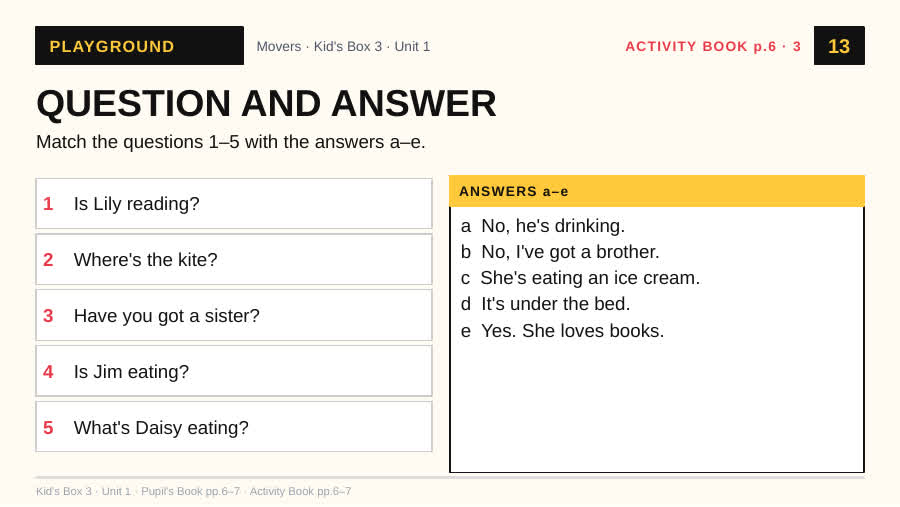 PLAYGROUND
Movers · Kid's Box 3 · Unit 1
ACTIVITY BOOK p.6 · 3
13
QUESTION AND ANSWER
Match the questions 1–5 with the answers a–e.
1 Is Lily reading?
2 Where's the kite?
3 Have you got a sister?
4 Is Jim eating?
5 What's Daisy eating?
ANSWERS a–e
a No, he's drinking.
b No, I've got a brother.
c She's eating an ice cream.
d It's under the bed.
e Yes. She loves books.
Kid's Box 3 · Unit 1 · Pupil's Book pp.6–7 · Activity Book pp.6–7